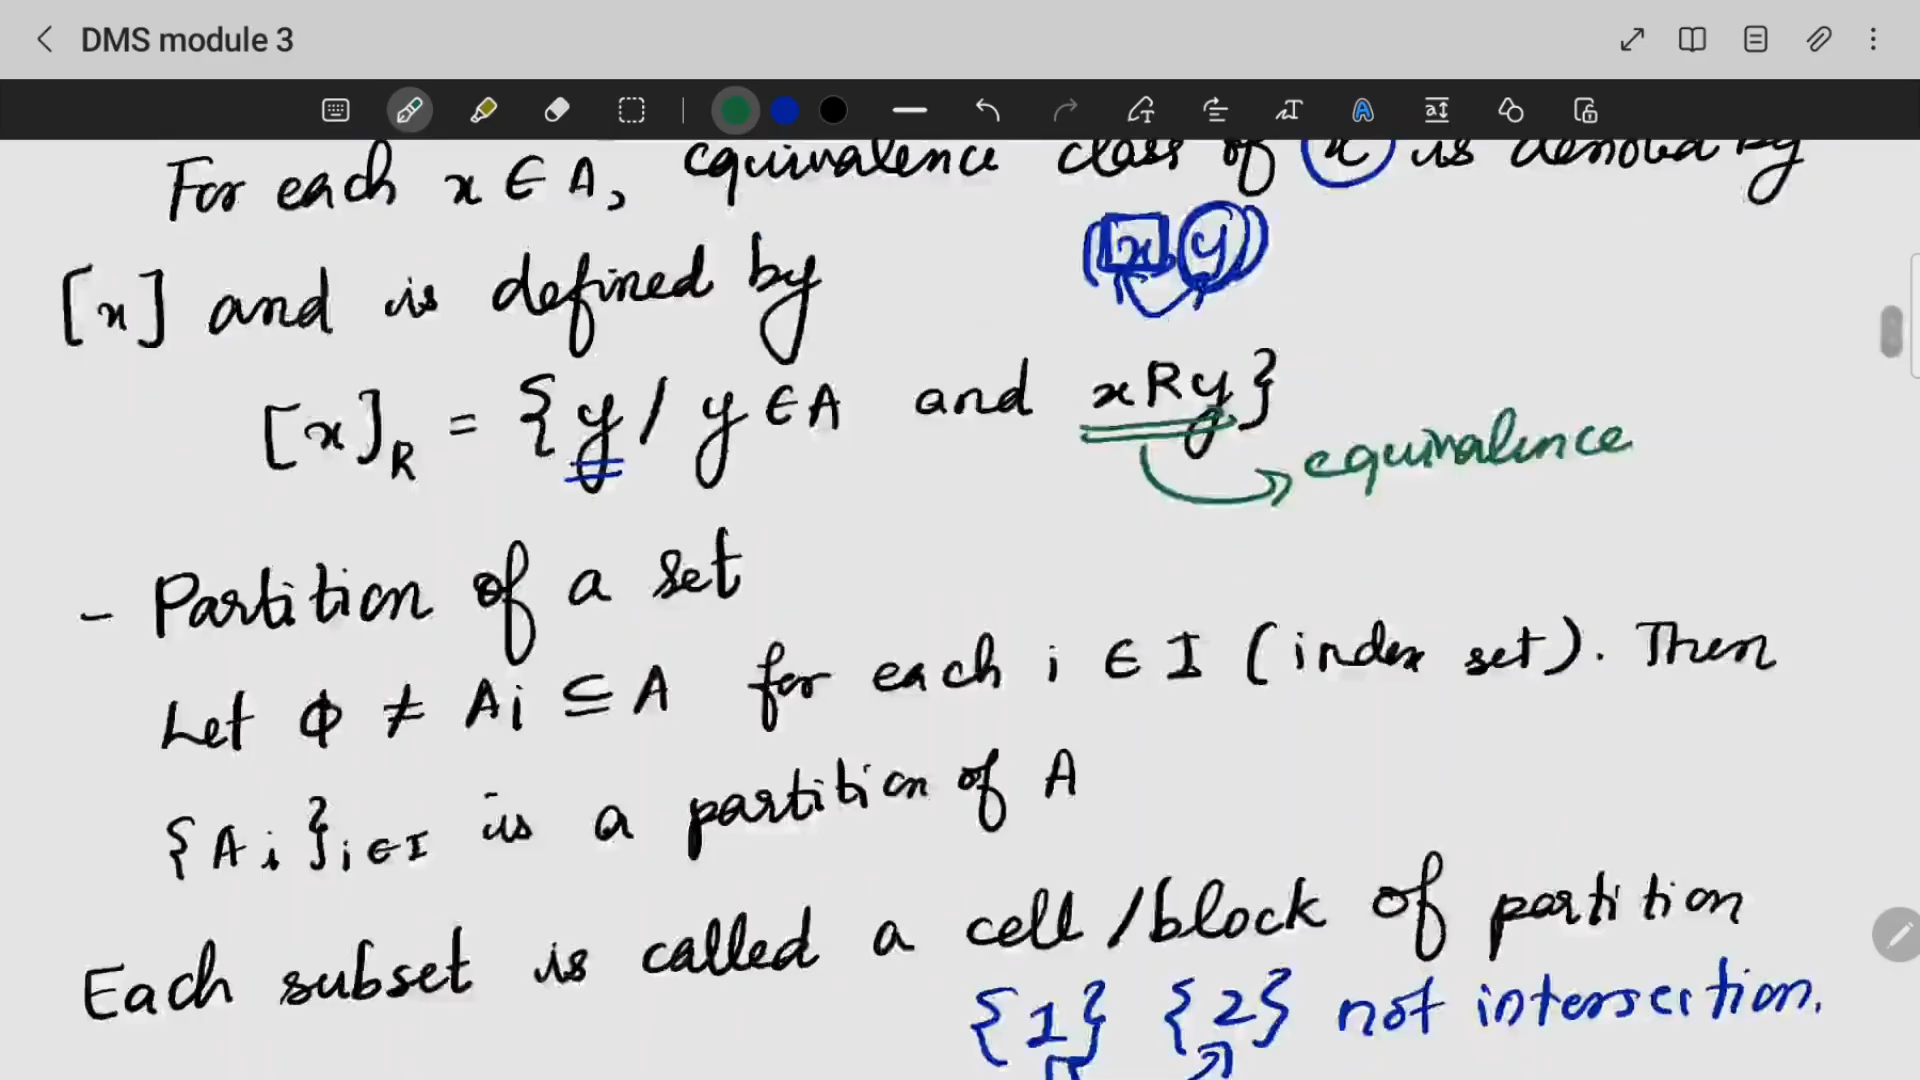 DMS module 3
For each x ∈ A, equivalence class of x is denoted by
(x, y)
[x] and is defined by
[x]R = {y / y ∈ A and xRy}
equivalence
- Partition of a set
Let Φ ≠ Ai ⊆ A for each i ∈ I (index set). Then
{Ai}i∈I is a partition of A
Each subset is called a cell/block of partition
{1} {2} not intersection.